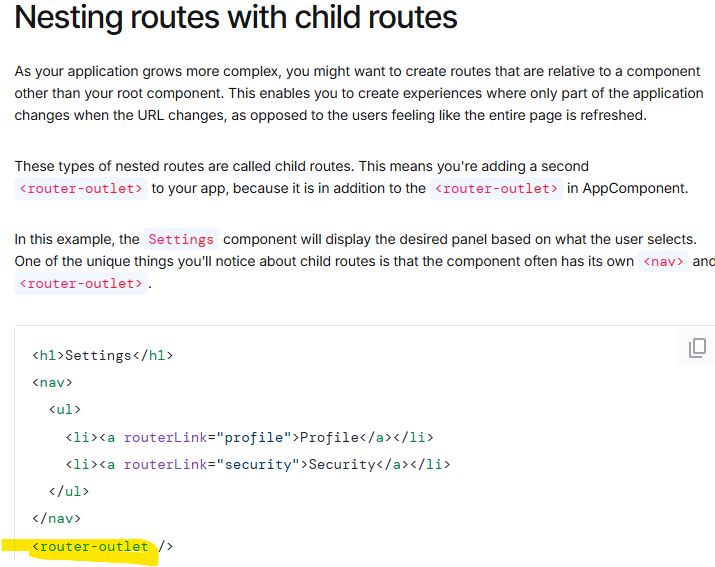 Nesting routes with child routes
As your application grows more complex, you might want to create routes that are relative to a component
other than your root component. This enables you to create experiences where only part of the application
changes when the URL changes, as opposed to the users feeling like the entire page is refreshed.
These types of nested routes are called child routes. This means you're adding a second
<router-outlet> to your app, because it is in addition to the <router-outlet> in AppComponent.
In this example, the Settings component will display the desired panel based on what the user selects.
One of the unique things you'll notice about child routes is that the component often has its own <nav> and
<router-outlet>.
<h1>Settings</h1>
<nav>
<ul>
<li><a routerLink="profile">Profile</a></li>
<li><a routerLink="security">Security</a></li>
</ul>
</nav>
<router-outlet />